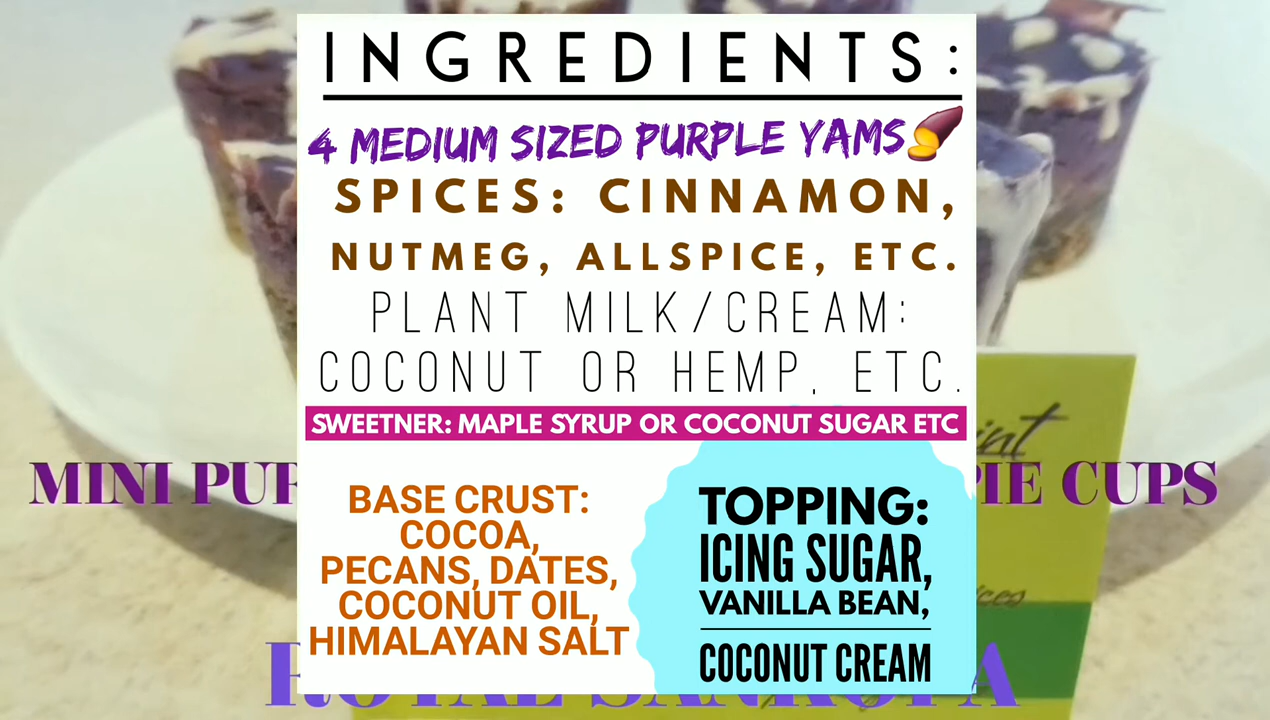 INGREDIENTS:
4 MEDIUM SIZED PURPLE YAMS🍠
SPICES: CINNAMON,
NUTMEG, ALLSPICE, ETC.
PLANT MILK/CREAM:
COCONUT OR HEMP, ETC.
SWEETNER: MAPLE SYRUP OR COCONUT SUGAR ETC
BASE CRUST:
COCOA,
PECANS, DATES,
COCONUT OIL,
HIMALAYAN SALT
TOPPING:
ICING SUGAR,
VANILLA BEAN,
COCONUT CREAM
MINI
PIE CUPS